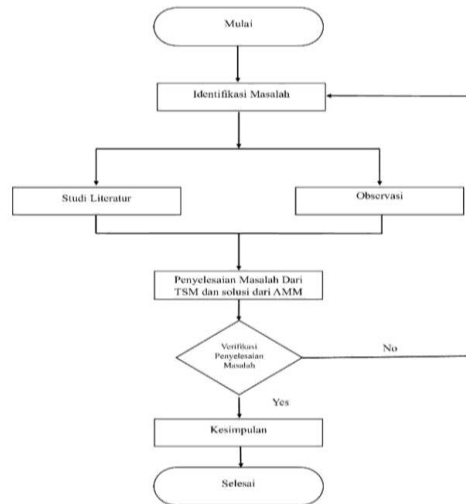 Mulai
Identifikasi Masalah
Studi Literatur
Observasi
Penyelesaian Masalah Dari
TSM dan solusi dari AMM
Verifikasi
Penyelesaian
Masalah
No
Yes
Kesimpulan
Selesai